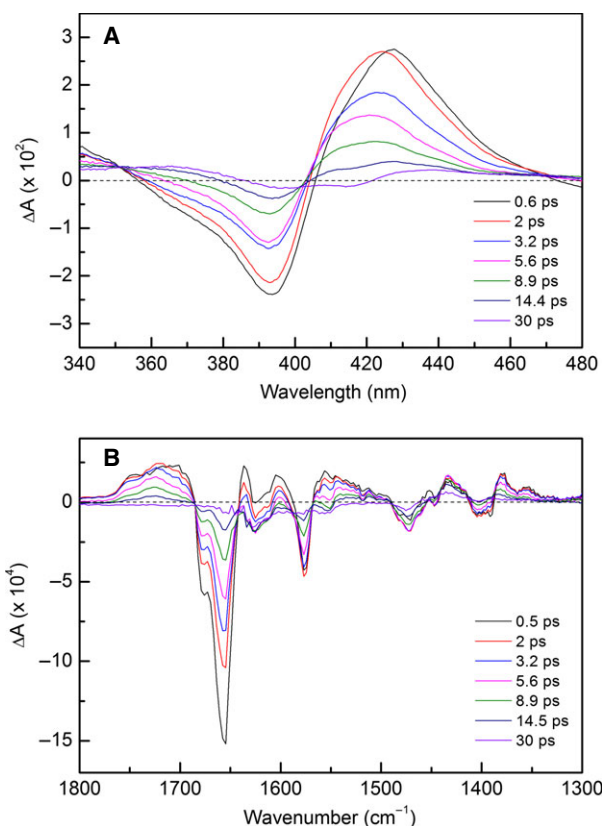 A
3
2
1
0
−1
−2
−3
ΔA (x 10²)
0.6 ps
2 ps
3.2 ps
5.6 ps
8.9 ps
14.4 ps
30 ps
340 360 380 400 420 440 460 480
Wavelength (nm)
B
0
−5
−10
−15
ΔA (x 10⁴)
0.5 ps
2 ps
3.2 ps
5.6 ps
8.9 ps
14.5 ps
30 ps
1800 1700 1600 1500 1400 1300
Wavenumber (cm⁻¹)